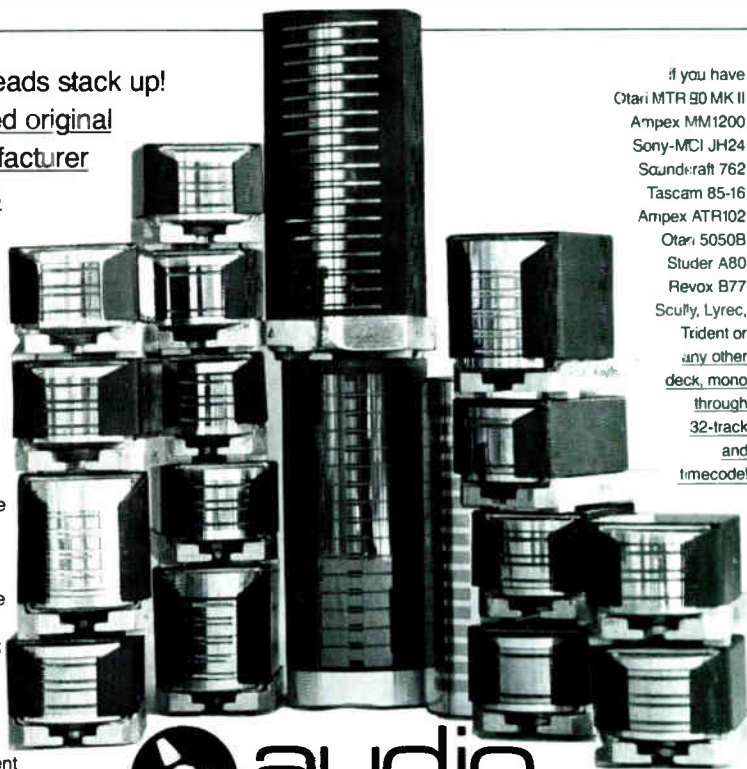 eads stack up!
ed original
facturer
if you have
Otari MTR 90 MK II
Ampex MM1200
Sony-MCI JH24
Soundcraft 762
Tascam 85-16
Ampex ATR102
Otari 5050B
Studer A80
Revox B77
Scully, Lyrec,
Trident or
any other
deck, mono
through
32-track
and
timecode!
e
e
ent
audio